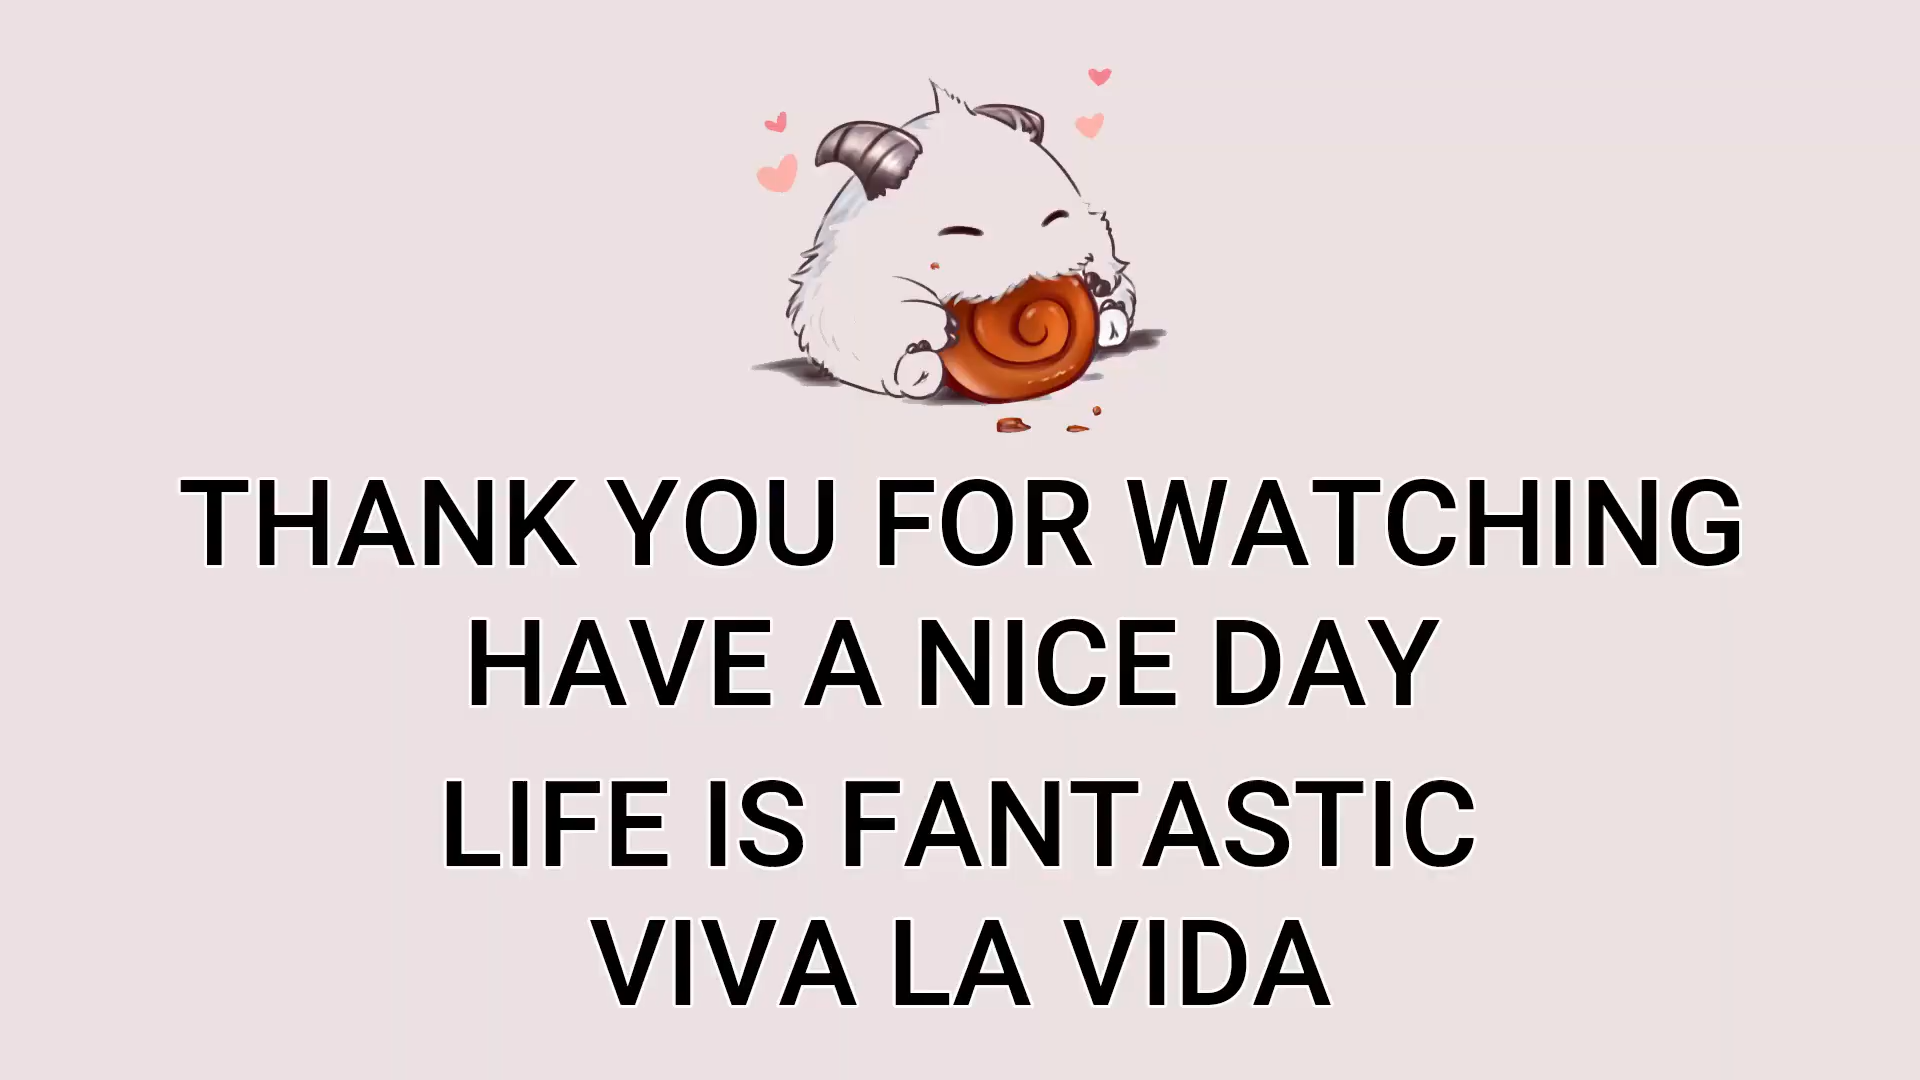 THANK YOU FOR WATCHING
HAVE A NICE DAY
LIFE IS FANTASTIC
VIVA LA VIDA